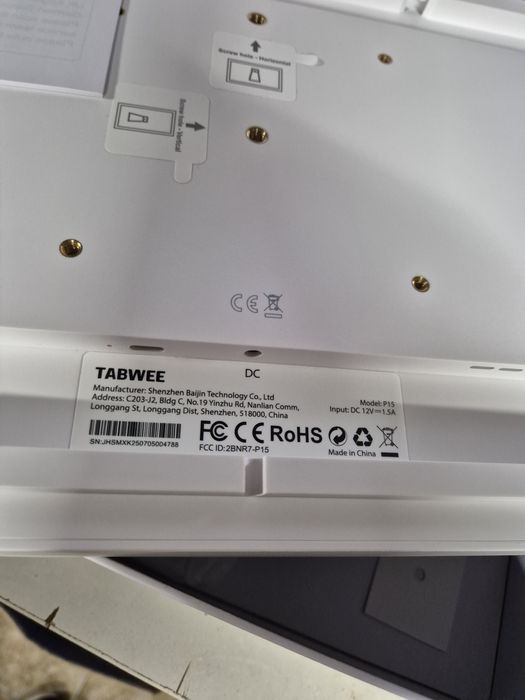 Screw hole - Horizontal
Screw hole - Vertical
CE
DC
TABWEE
Manufacturer: Shenzhen Baijin Technology Co., Ltd
Address: C203-J2, Bldg C, No.19 Yinzhu Rd, Nanlian Comm,
Longgang St, Longgang Dist, Shenzhen, 518000, China
Model: P15
Input: DC 12V⎓1.5A
SN:JHSMXK250705004788
FC CE RoHS
FCC ID:2BNR7-P15
Made in China